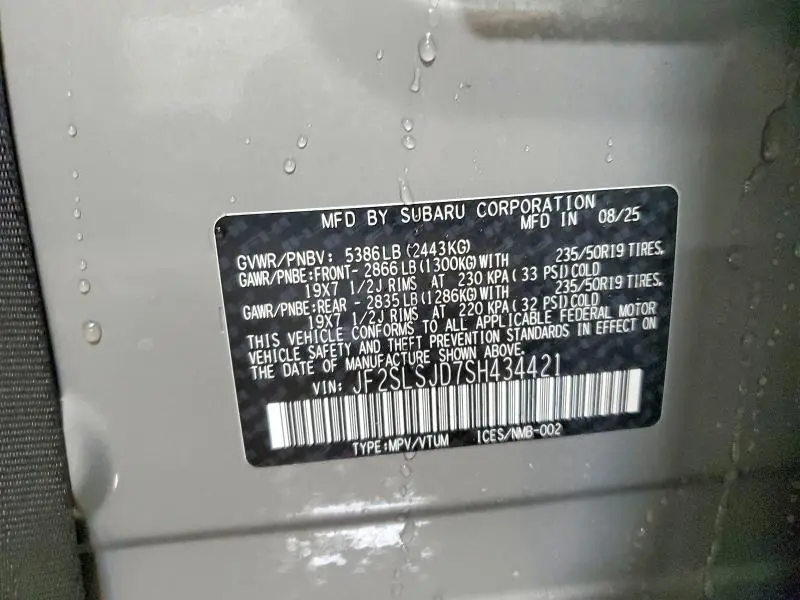 MFD BY SUBARU CORPORATION
MFD IN 08/25
GVWR/PNBV: 5386LB(2443KG)
GAWR/PNBE:FRONT- 2866LB(1300KG)WITH 235/50R19 TIRES,
19X7 1/2J RIMS AT 230 KPA(33 PSI)COLD
GAWR/PNBE:REAR - 2835LB(1286KG)WITH 235/50R19 TIRES,
19X7 1/2J RIMS AT 220 KPA(32 PSI)COLD
THIS VEHICLE CONFORMS TO ALL APPLICABLE FEDERAL MOTOR
VEHICLE SAFETY AND THEFT PREVENTION STANDARDS IN EFFECT ON
THE DATE OF MANUFACTURE SHOWN ABOVE.
VIN: JF2SLSJD7SH434421
TYPE:MPV/VTUM ICES/NMB-002